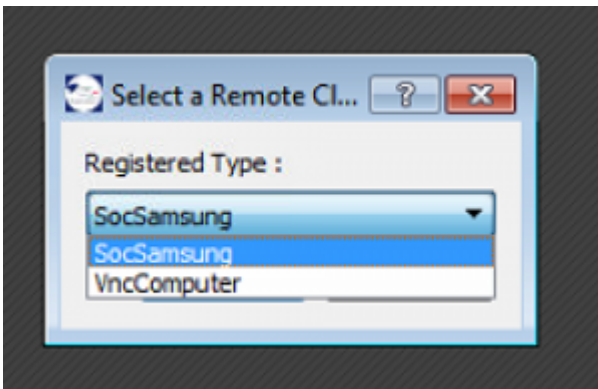 Select a Remote Cl...
Registered Type :
SocSamsung
SocSamsung
VncComputer